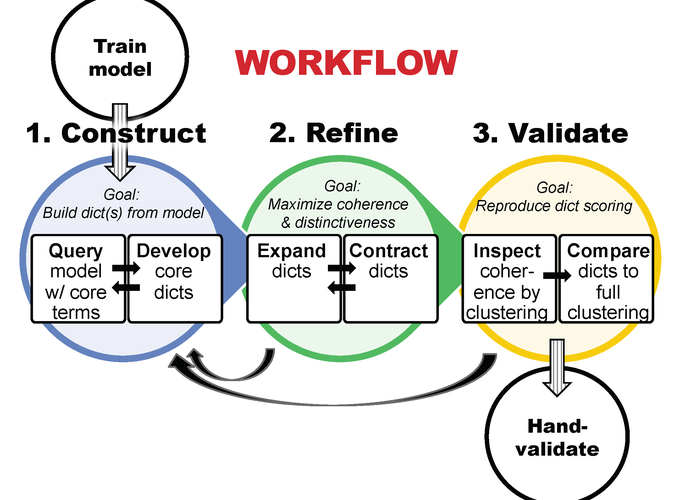 Train
model
WORKFLOW
1. Construct
2. Refine
3. Validate
Goal:
Build dict(s) from model
Goal:
Maximize coherence
& distinctiveness
Goal:
Reproduce dict scoring
Query
model
w/ core
terms
Develop
core
dicts
Expand
dicts
Contract
dicts
Inspect
coher-
ence by
clustering
Compare
dicts to
full
clustering
Hand-
validate